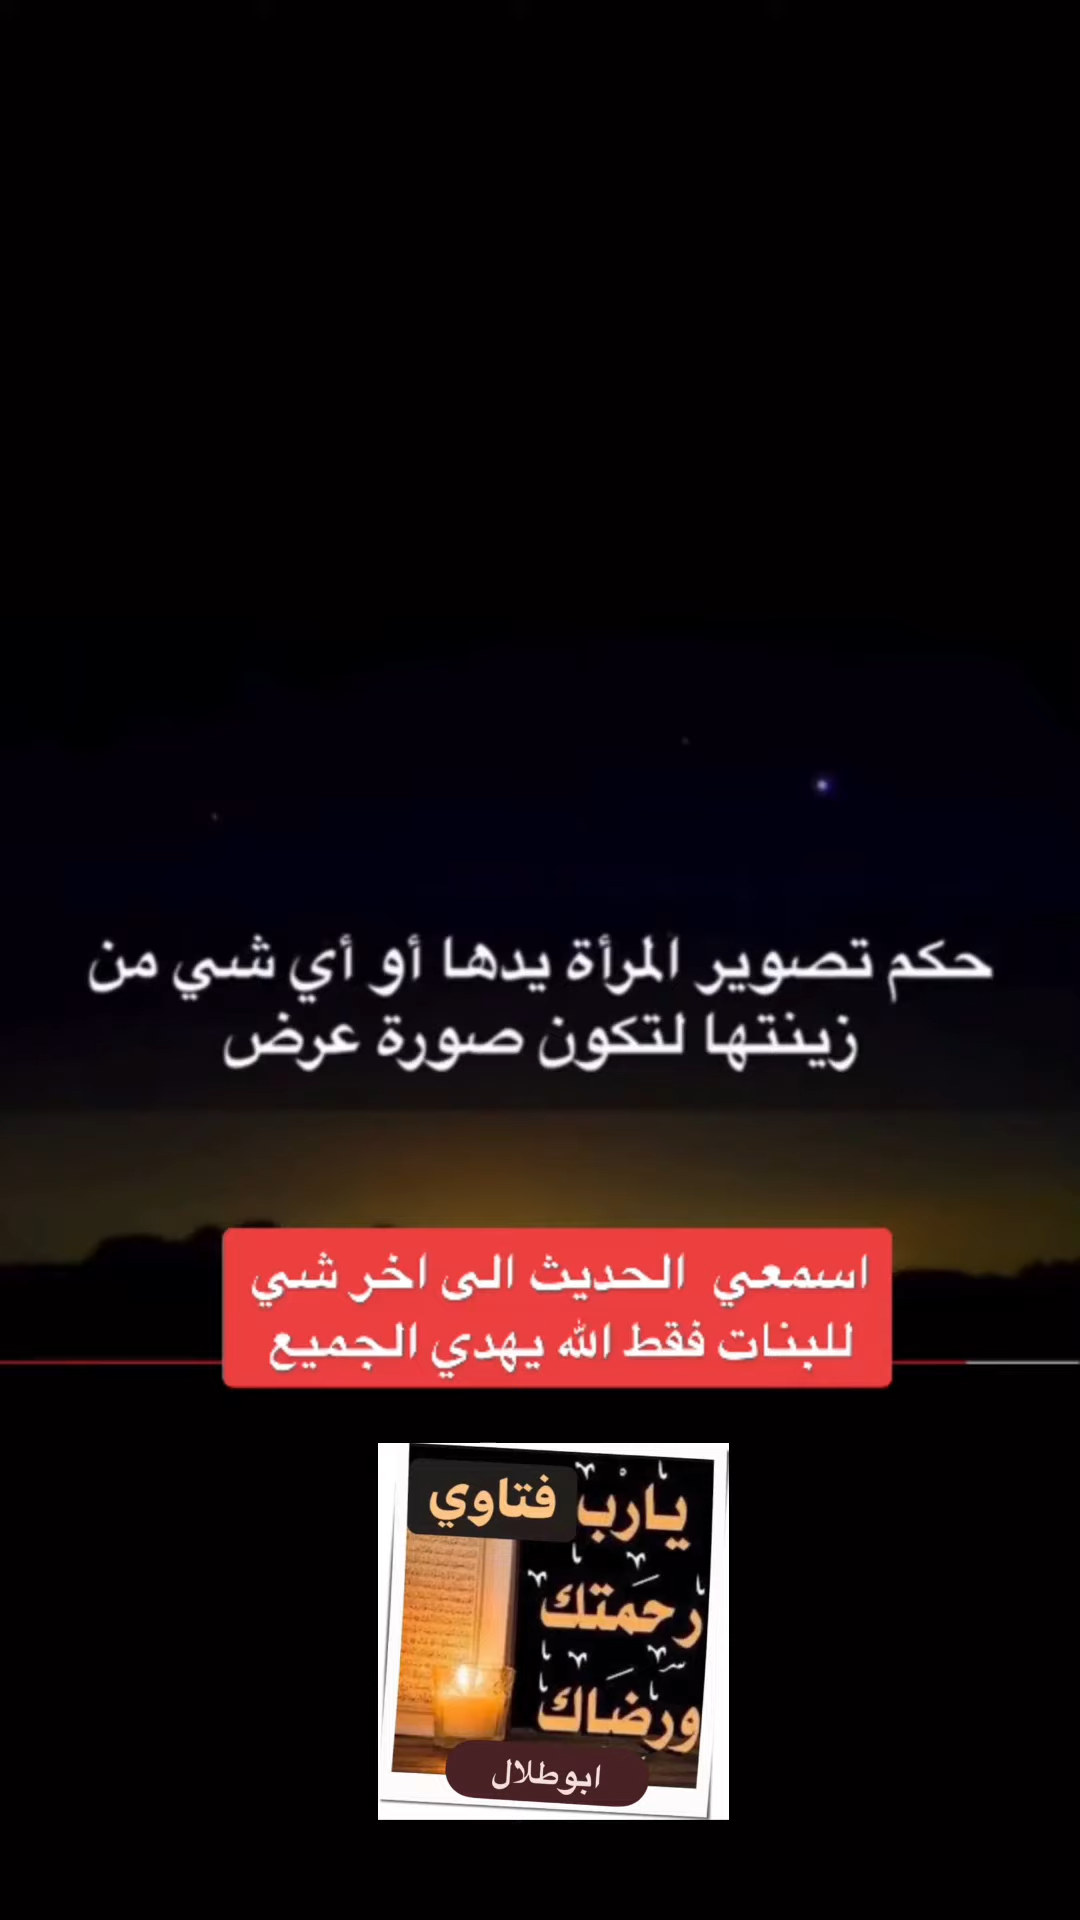 حكم تصوير المرأة يدها أو أي شي من
زينتها لتكون صورة عرض
اسمعي الحديث الى اخر شي
للبنات فقط الله يهدي الجميع
فتاوي
يارب
رحمتك
ورضاك
ابوطلال